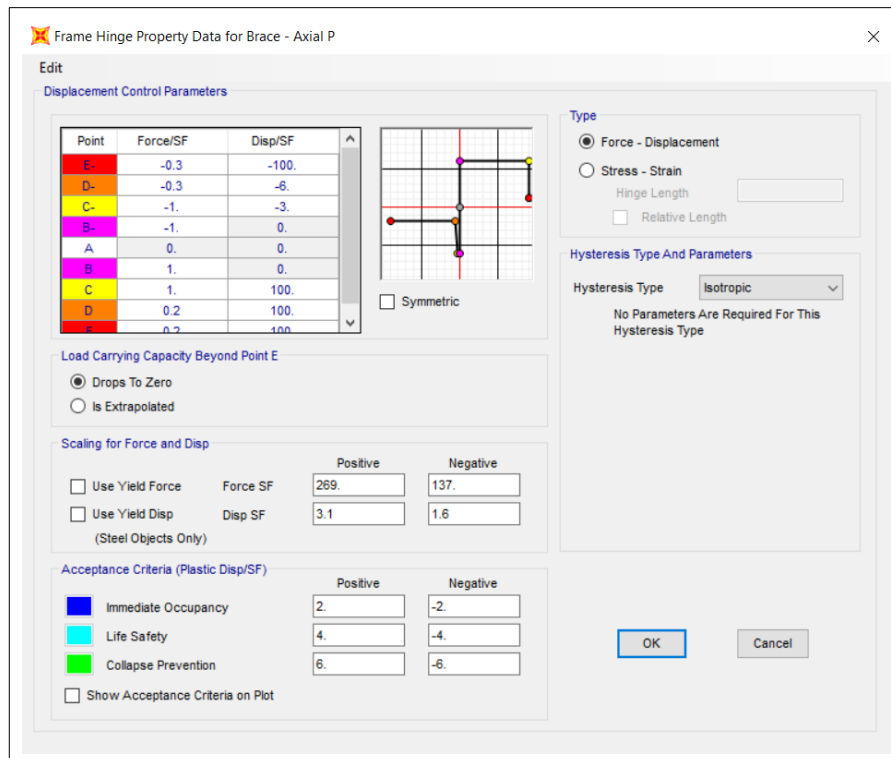 Frame Hinge Property Data for Brace - Axial P
Edit
Displacement Control Parameters
Point Force/SF Disp/SF
E- -0.3 -100.
D- -0.3 -6.
C- -1. -3.
B- -1. 0.
A 0. 0.
B 1. 0.
C 1. 100.
D 0.2 100.
E 0.2 100.
Symmetric
Type
Force - Displacement
Stress - Strain
Hinge Length
Relative Length
Hysteresis Type And Parameters
Hysteresis Type Isotropic
No Parameters Are Required For This
Hysteresis Type
Load Carrying Capacity Beyond Point E
Drops To Zero
Is Extrapolated
Scaling for Force and Disp
Positive Negative
Use Yield Force Force SF 269. 137.
Use Yield Disp Disp SF 3.1 1.6
(Steel Objects Only)
Acceptance Criteria (Plastic Disp/SF)
Positive Negative
Immediate Occupancy 2. -2.
Life Safety 4. -4.
Collapse Prevention 6. -6.
Show Acceptance Criteria on Plot
OK Cancel